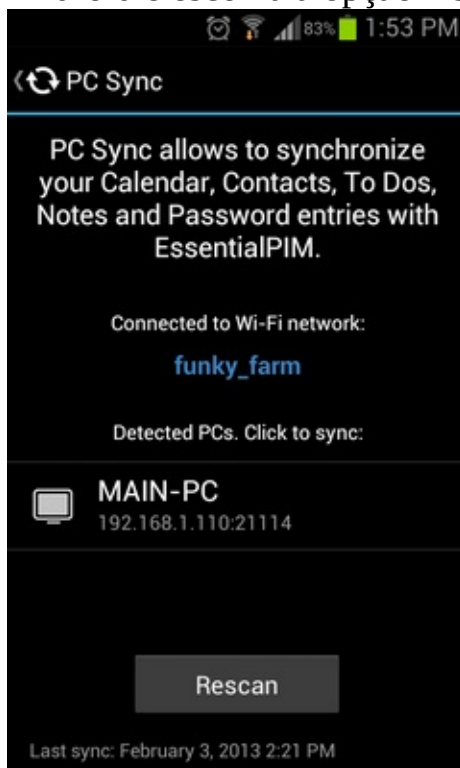 83% 1:53 PM
PC Sync
PC Sync allows to synchronize
your Calendar, Contacts, To Dos,
Notes and Password entries with
EssentialPIM.
Connected to Wi-Fi network:
funky_farm
Detected PCs. Click to sync:
MAIN-PC
192.168.1.110:21114
Rescan
Last sync: February 3, 2013 2:21 PM